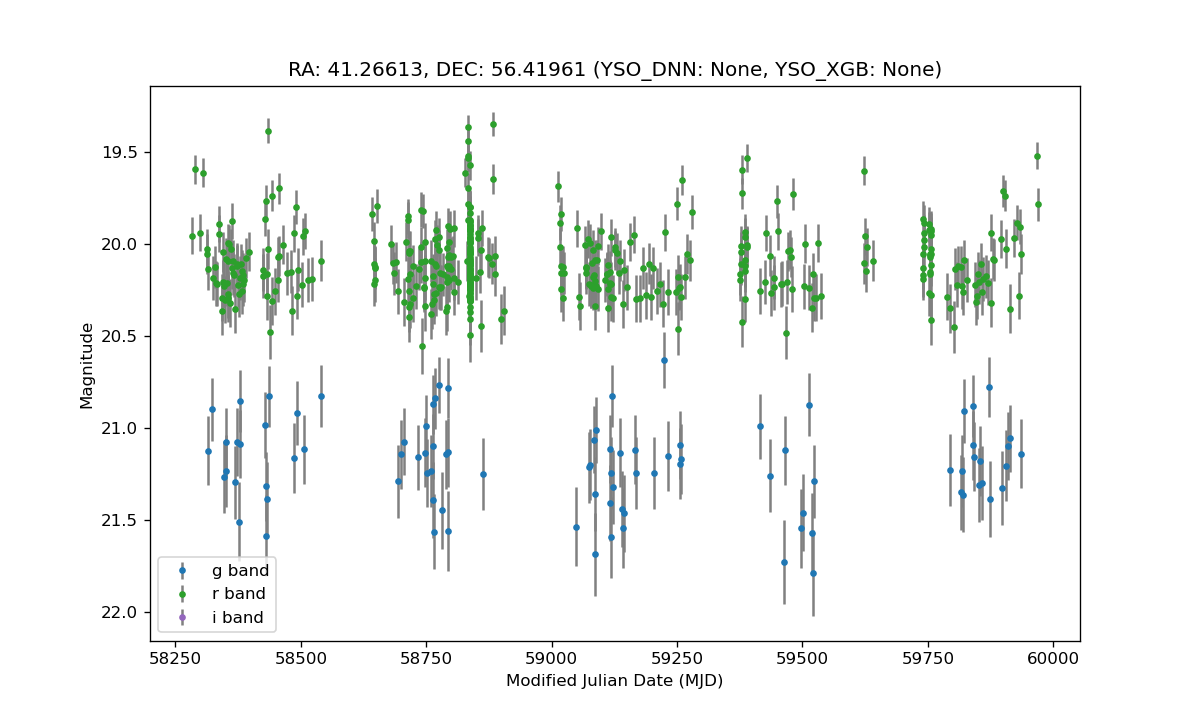 RA: 41.26613, DEC: 56.41961 (YSO_DNN: None, YSO_XGB: None)
19.5
20.0
20.5
21.0
21.5
22.0
Magnitude
g band
r band
i band
58250 58500 58750 59000 59250 59500 59750 60000
Modified Julian Date (MJD)